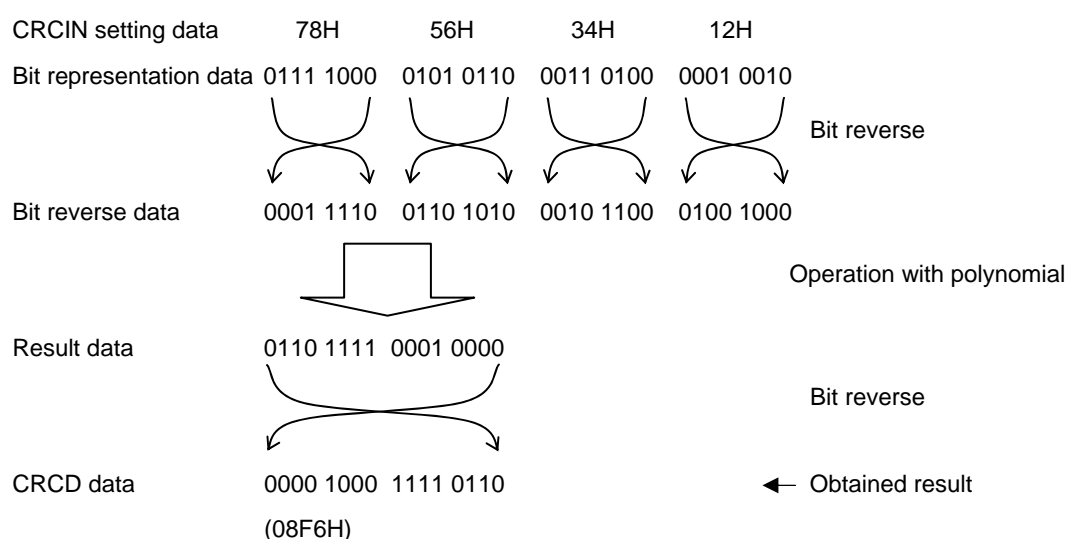 CRCIN setting data 78H 56H 34H 12H
Bit representation data 0111 1000 0101 0110 0011 0100 0001 0010
Bit reverse
Bit reverse data 0001 1110 0110 1010 0010 1100 0100 1000
Operation with polynomial
Result data 0110 1111 0001 0000
Bit reverse
CRCD data 0000 1000 1111 0110 Obtained result
(08F6H)